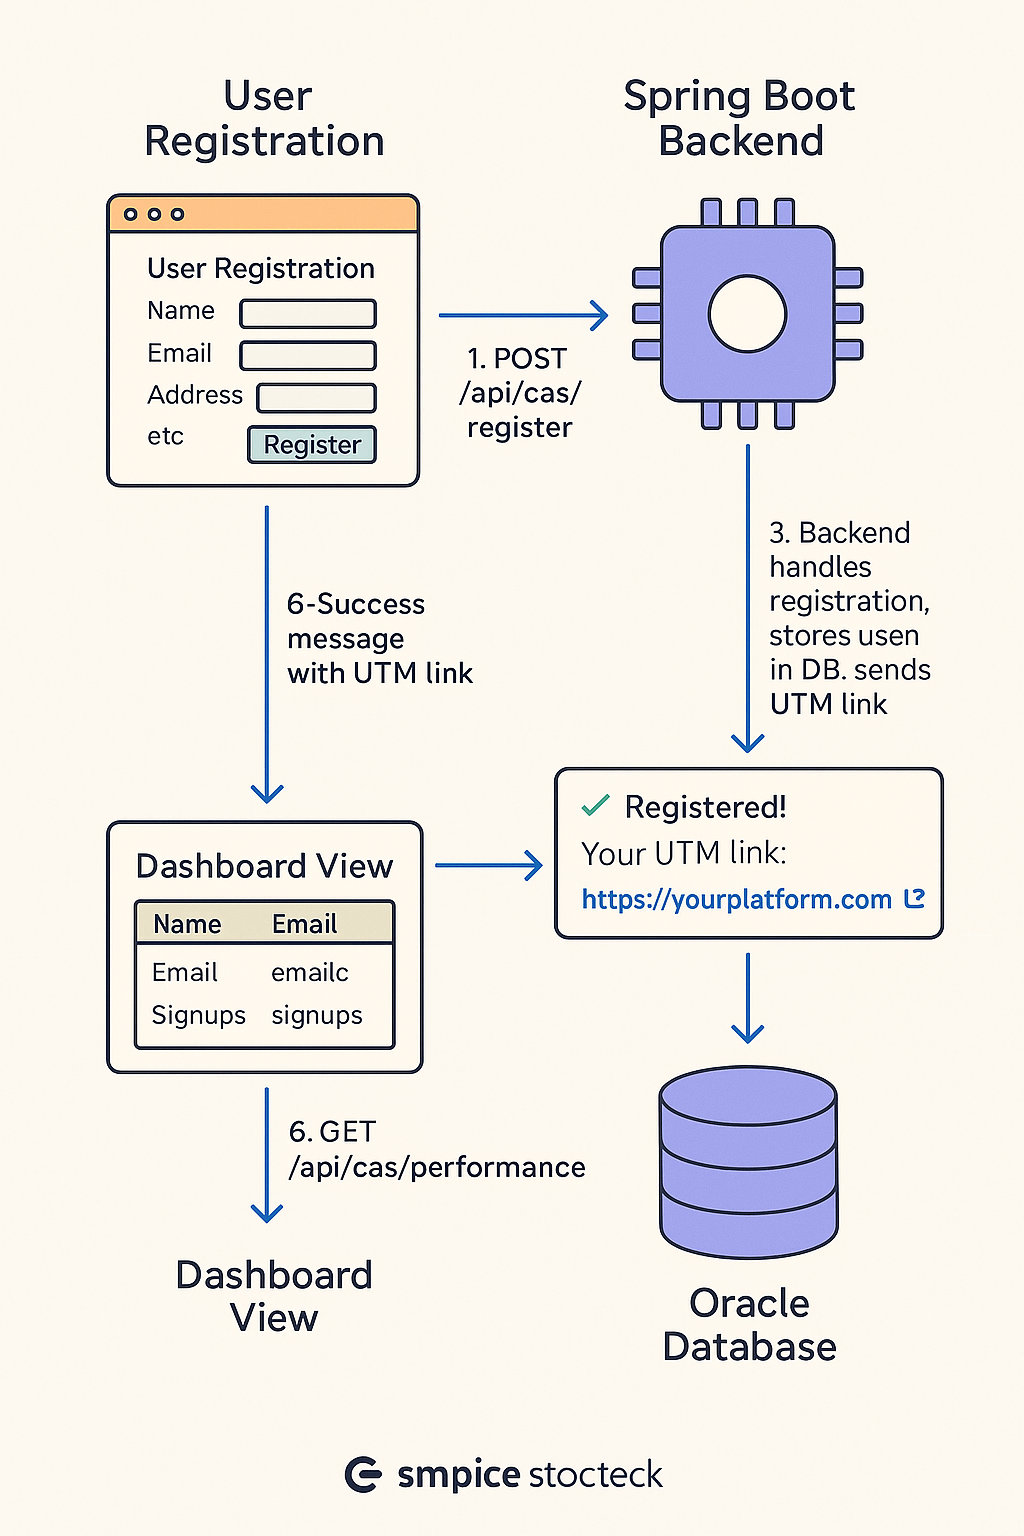 User
Registration
Spring Boot
Backend
User Registration
Name
Email
Address
etc
Register
1. POST
/api/cas/
register
3. Backend
handles
registration,
stores usen
in DB. sends
UTM link
6-Success
message
with UTM link
Registered!
Your UTM link:
https://yourplatform.com
Dashboard View
Name Email
Email emailc
Signups signups
6. GET
/api/cas/performance
Dashboard
View
Oracle
Database
smpice stocteck